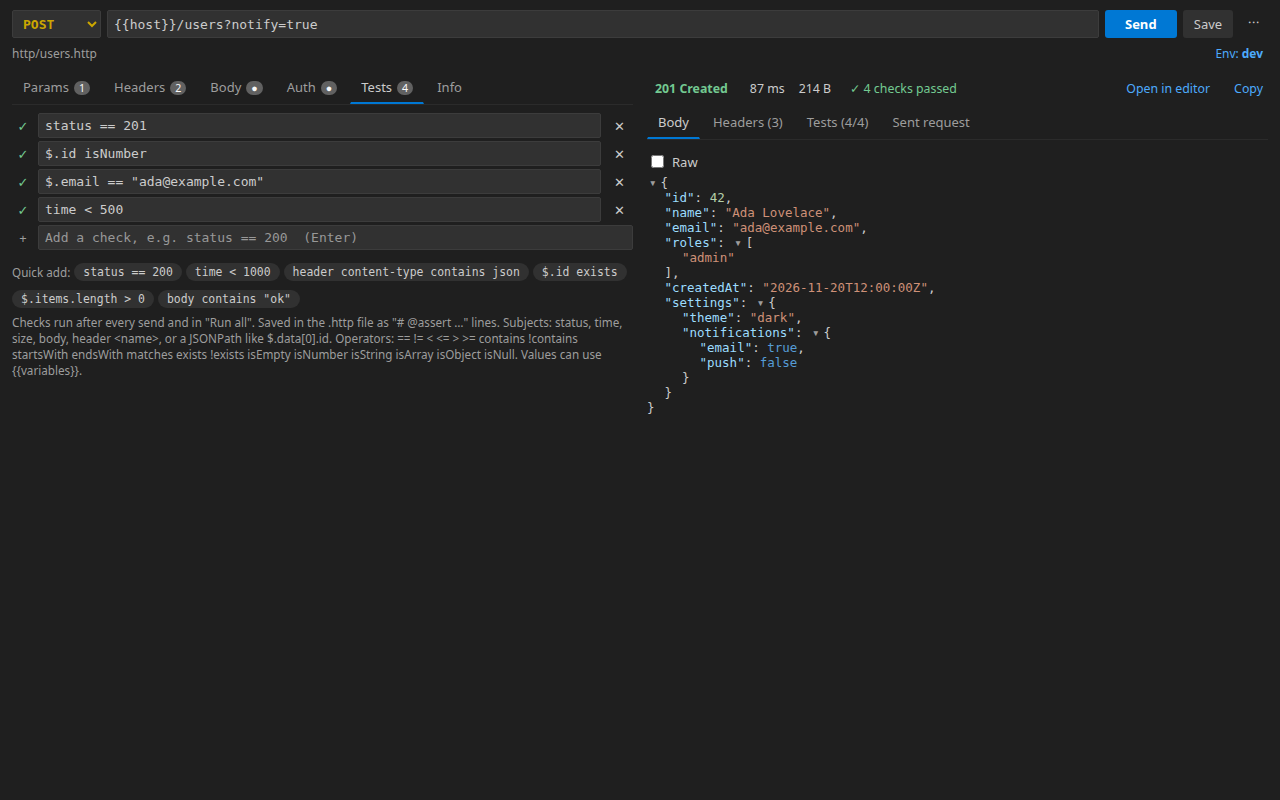 POST {{host}}/users?notify=true Send Save ...
http/users.http Env: dev
Params 1 Headers 2 Body ● Auth ● Tests 4 Info
✓ status == 201 ✕
✓ $.id isNumber ✕
✓ $.email == "ada@example.com" ✕
✓ time < 500 ✕
+ Add a check, e.g. status == 200 (Enter)
Quick add: status == 200 time < 1000 header content-type contains json $.id exists
$.items.length > 0 body contains "ok"
Checks run after every send and in "Run all". Saved in the .http file as "# @assert ..." lines. Subjects: status, time,
size, body, header <name>, or a JSONPath like $.data[0].id. Operators: == != < <= > >= contains !contains
startsWith endsWith matches exists !exists isEmpty isNumber isString isArray isObject isNull. Values can use
{{variables}}.
201 Created 87 ms 214 B ✓ 4 checks passed Open in editor Copy
Body Headers (3) Tests (4/4) Sent request
Raw
▾ {
"id": 42,
"name": "Ada Lovelace",
"email": "ada@example.com",
"roles": ▾ [
"admin"
],
"createdAt": "2026-11-20T12:00:00Z",
"settings": ▾ {
"theme": "dark",
"notifications": ▾ {
"email": true,
"push": false
}
}
}